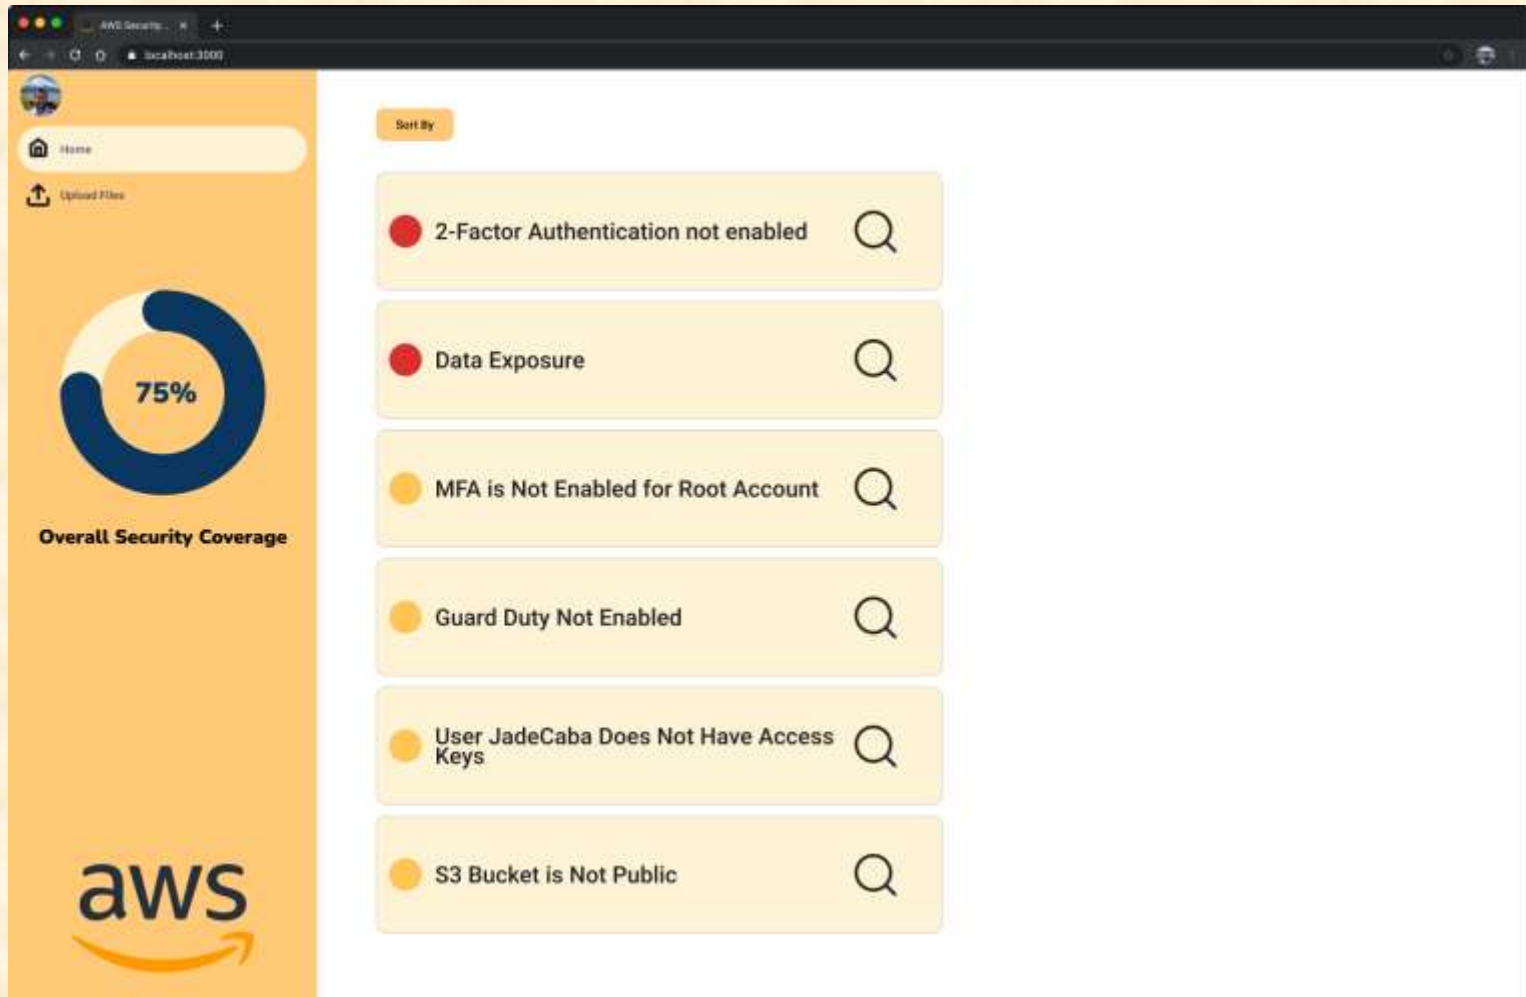 AWS Security...
localhost:3000
Home
Upload Files
75%
Overall Security Coverage
aws
Sort By
2-Factor Authentication not enabled
Data Exposure
MFA is Not Enabled for Root Account
Guard Duty Not Enabled
User JadeCaba Does Not Have Access
Keys
S3 Bucket is Not Public